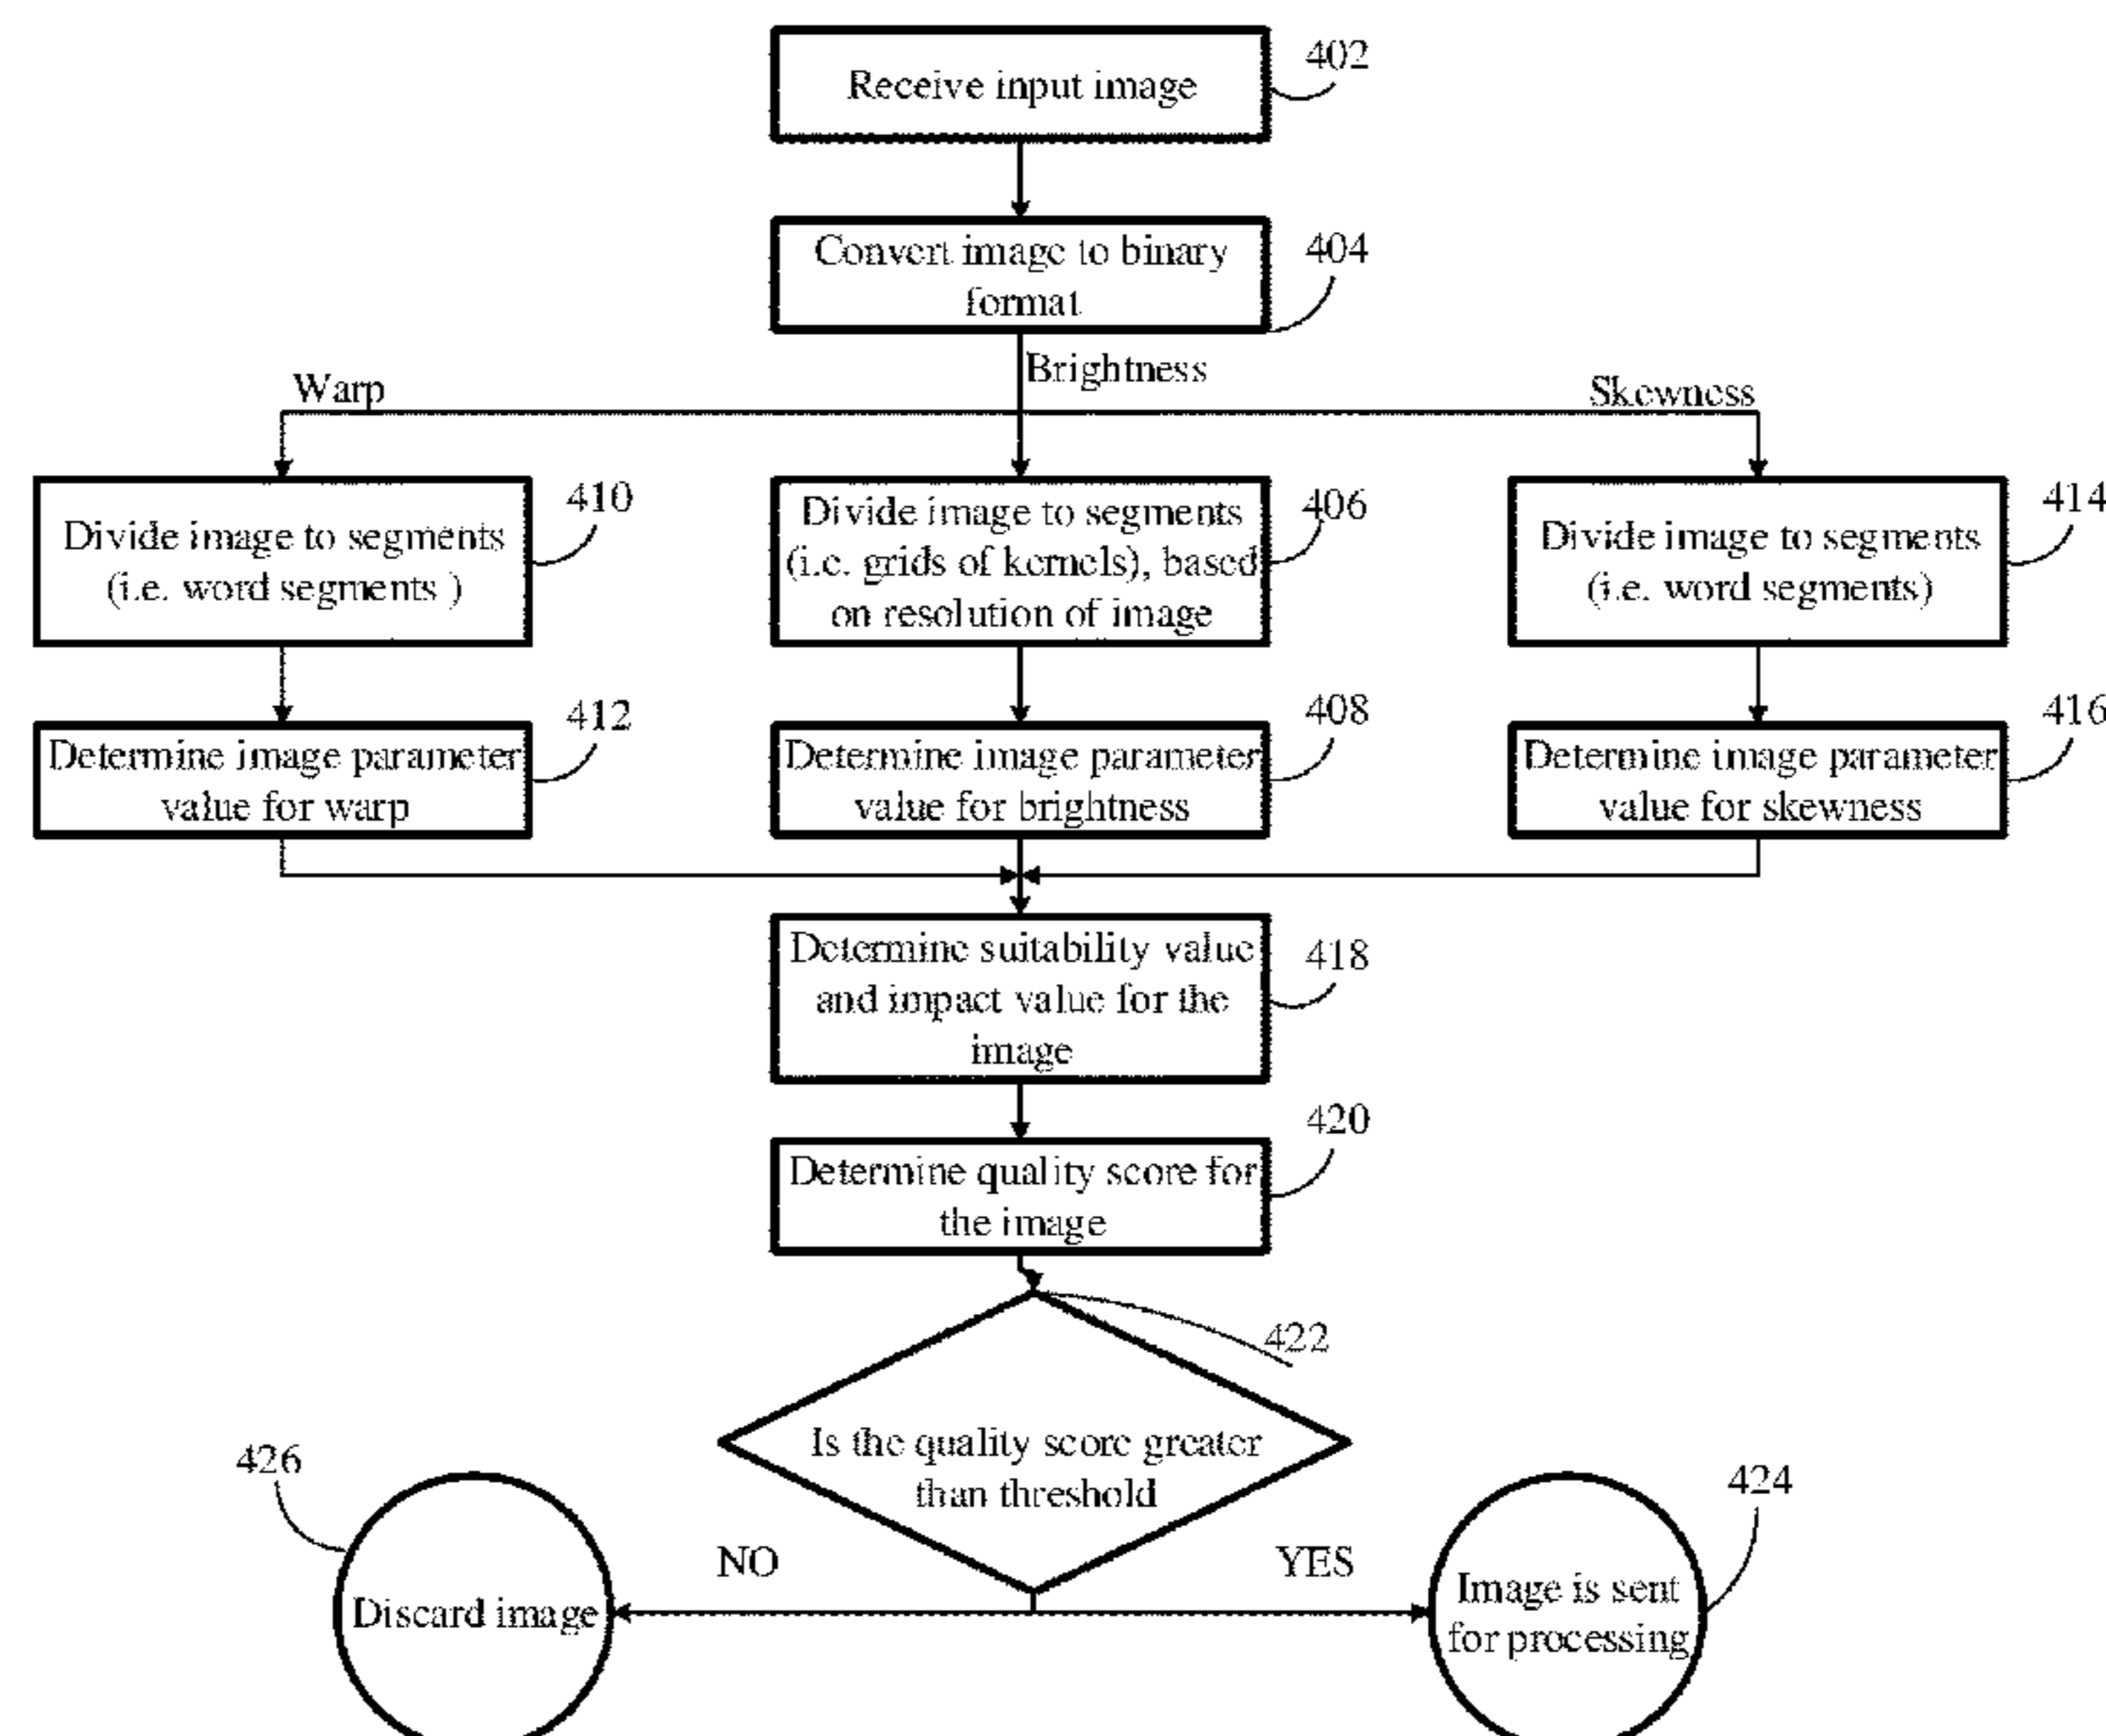 Receive input image
402
Convert image to binary
format
404
Warp
Brightness
Skewness
Divide image to segments
(i.e. word segments )
410
Divide image to segments
(i.e. grids of kernels), based
on resolution of image
406
Divide image to segments
(i.e. word segments)
414
Determine image parameter
value for warp
412
Determine image parameter
value for brightness
408
Determine image parameter
value for skewness
416
Determine suitability value
and impact value for the
image
418
Determine quality score for
the image
420
422
Is the quality score greater
than threshold
NO
YES
426
Discard image
424
Image is sent
for processing